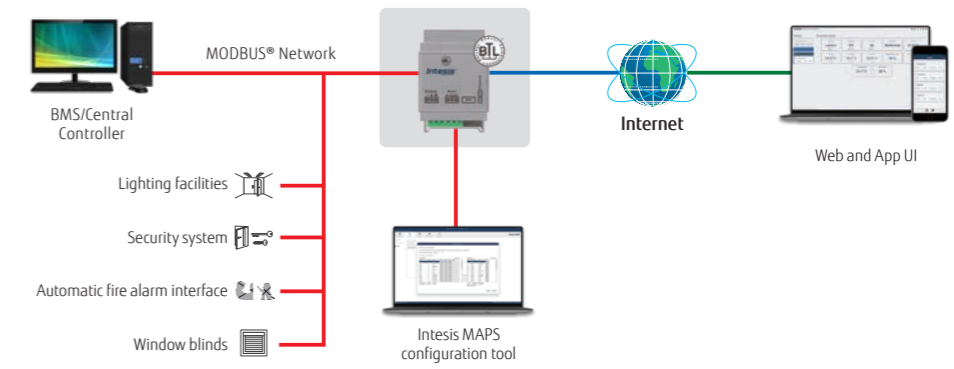 MODBUS® Network
BTL
Intesis
BMS/Central
Controller
Internet
Web and App UI
Lighting facilities
Security system
Automatic fire alarm interface
Window blinds
Intesis MAPS
configuration tool